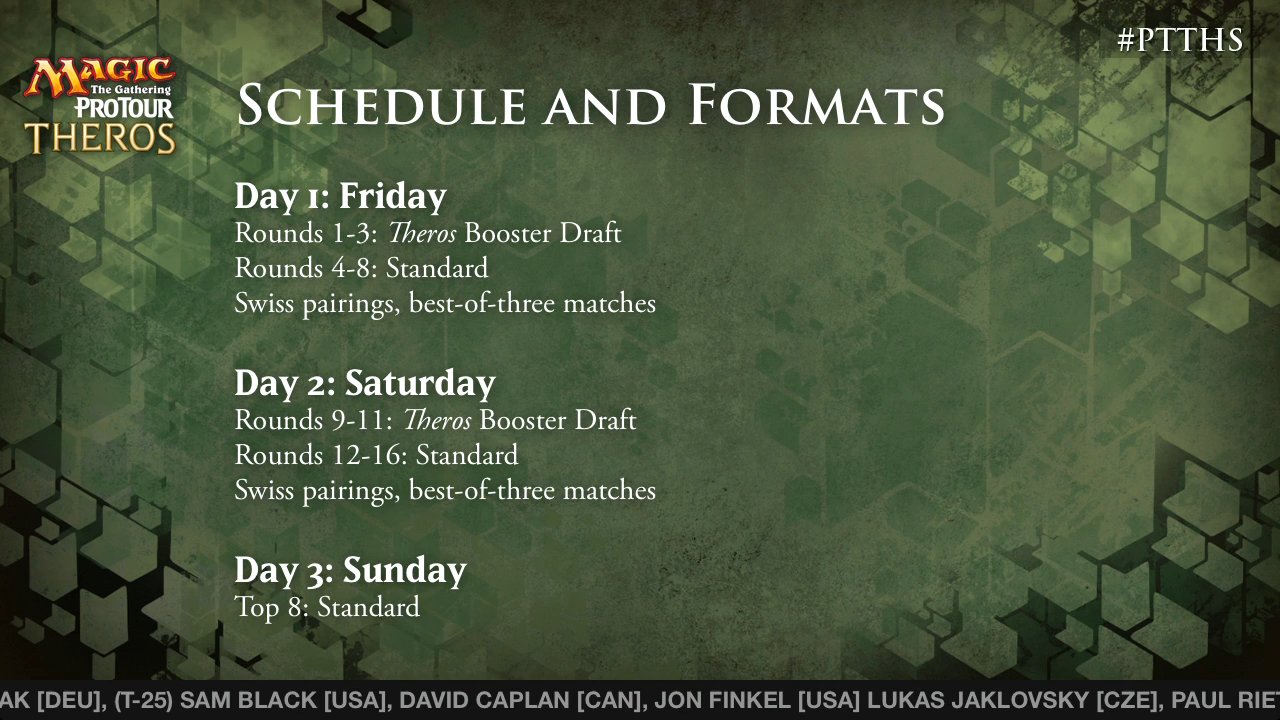 #PTTHS
MAGIC
The Gathering
PROTOUR
THEROS
SCHEDULE AND FORMATS
Day 1: Friday
Rounds 1-3: Theros Booster Draft
Rounds 4-8: Standard
Swiss pairings, best-of-three matches
Day 2: Saturday
Rounds 9-11: Theros Booster Draft
Rounds 12-16: Standard
Swiss pairings, best-of-three matches
Day 3: Sunday
Top 8: Standard
AK [DEU], (T-25) SAM BLACK [USA], DAVID CAPLAN [CAN], JON FINKEL [USA] LUKAS JAKLOVSKY [CZE], PAUL RIE